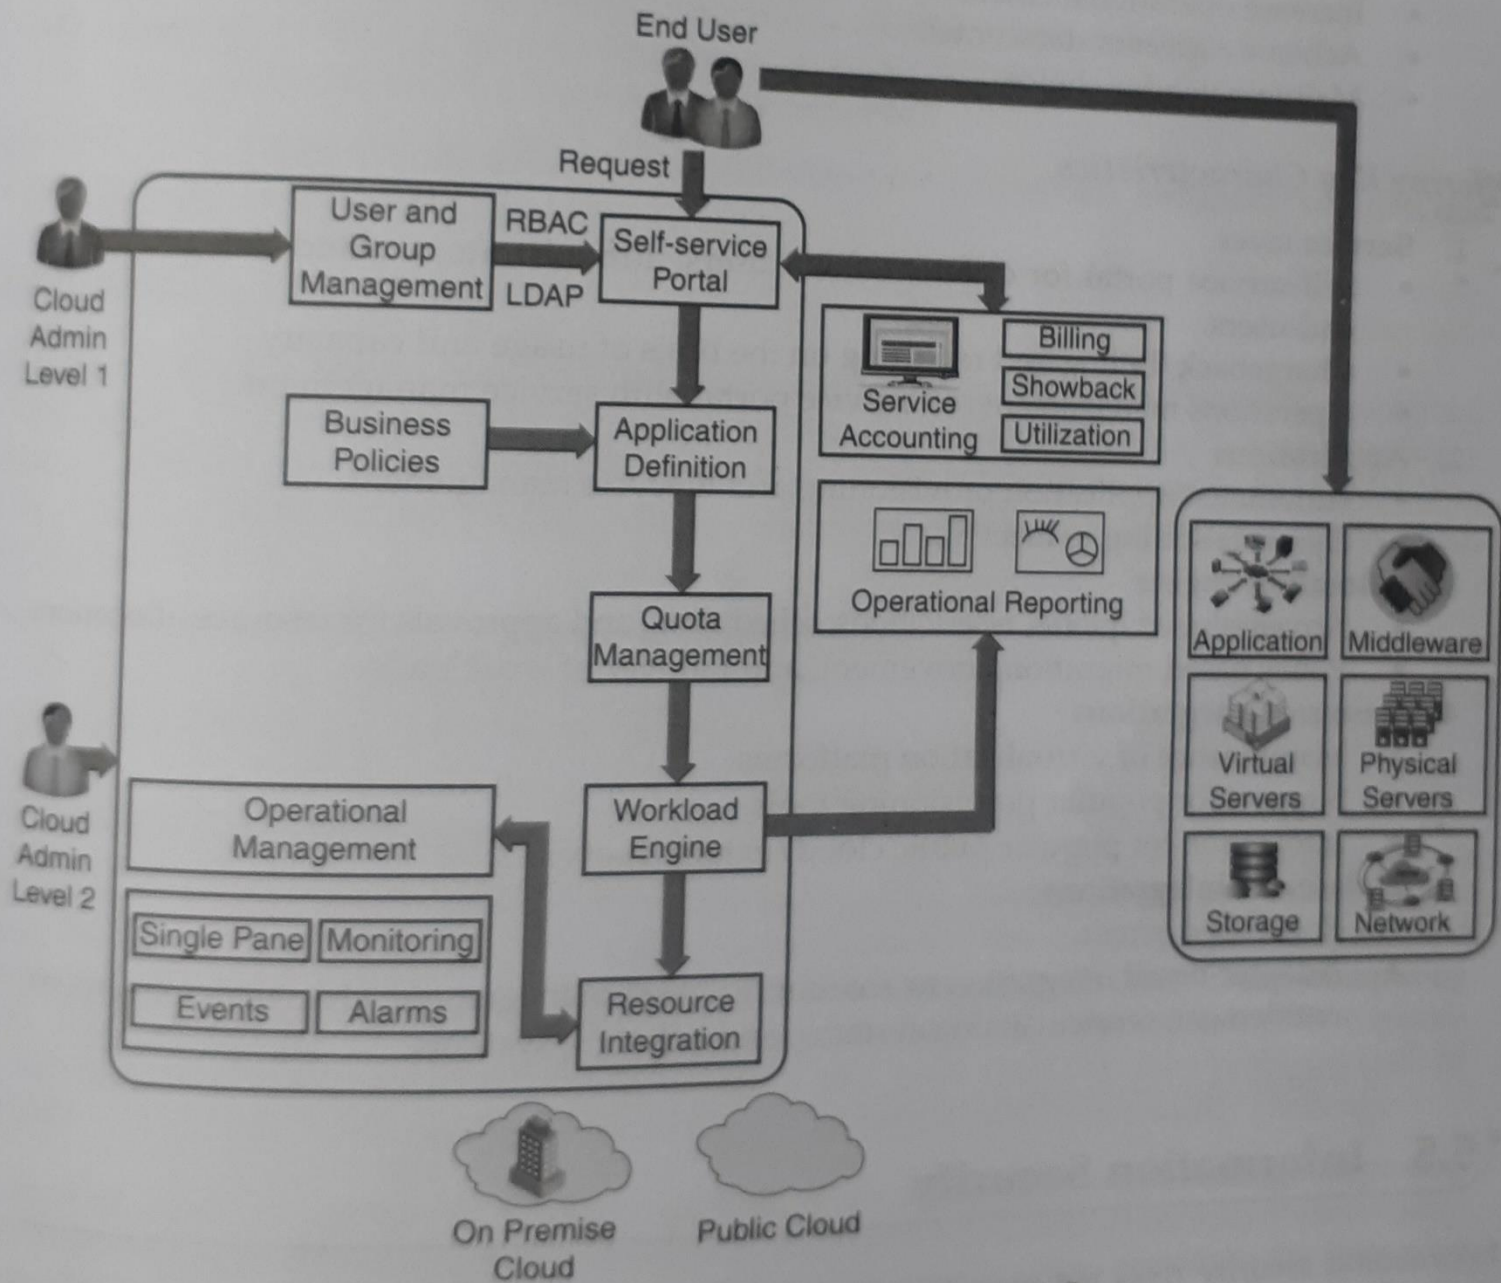 End User
Request
User and
Group
Management
RBAC
LDAP
Self-service
Portal
Cloud
Admin
Level 1
Billing
Showback
Utilization
Service
Accounting
Business
Policies
Application
Definition
Operational Reporting
Quota
Management
Application
Middleware
Virtual
Servers
Physical
Servers
Storage
Network
Cloud
Admin
Level 2
Operational
Management
Workload
Engine
Single Pane
Monitoring
Events
Alarms
Resource
Integration
On Premise
Cloud
Public Cloud